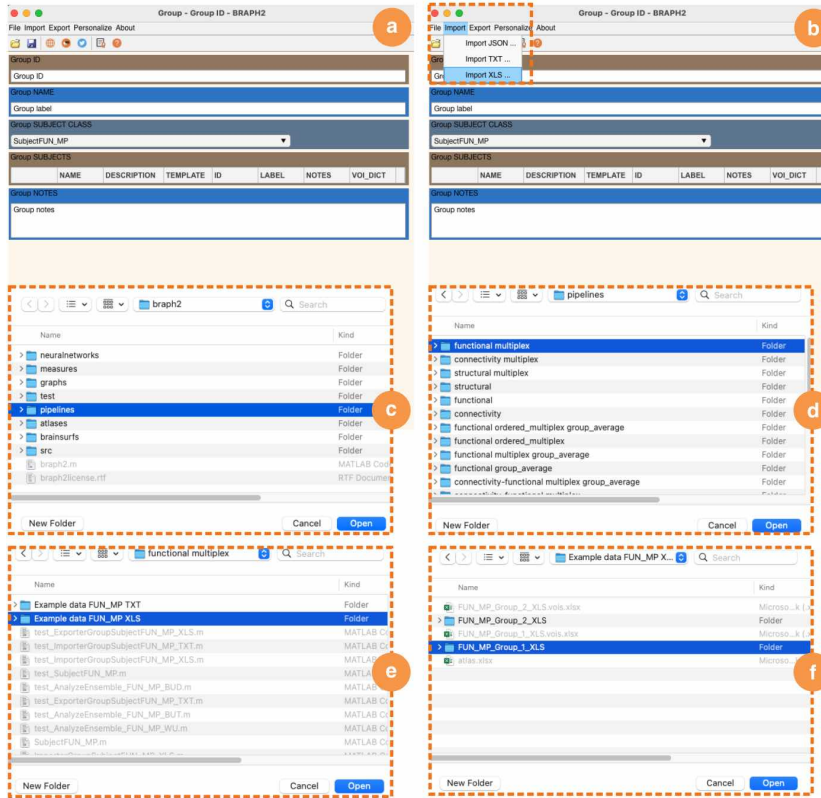 Group - Group ID - BRAPH2
File Import Export Personalize About
a
Group ID
Group ID
Group NAME
Group label
Group SUBJECT CLASS
SubjectFUN_MP
Group SUBJECTS
NAME DESCRIPTION TEMPLATE ID LABEL NOTES VOI_DICT
Group NOTES
Group notes
Group - Group ID - BRAPH2
File Import Export Personalize About
b
Import JSON ...
Import TXT ...
Import XLS ...
Group NAME
Group label
Group SUBJECT CLASS
SubjectFUN_MP
Group SUBJECTS
NAME DESCRIPTION TEMPLATE ID LABEL NOTES VOI_DICT
Group NOTES
Group notes
braph2 Search
Name Kind
neuralnetworks Folder
measures Folder
graphs Folder
test Folder
pipelines Folder
c
atlases Folder
brainsurfs Folder
src Folder
braph2.m MATLAB Cod
braph2license.rtf RTF Documen
New Folder Cancel Open
pipelines Search
Name Kind
functional multiplex Folder
connectivity multiplex Folder
structural multiplex Folder
structural Folder
functional Folder
connectivity Folder
d
functional ordered_multiplex group_average Folder
functional ordered_multiplex Folder
functional multiplex group_average Folder
functional group_average Folder
connectivity-functional multiplex group_average Folder
New Folder Cancel Open
functional multiplex Search
Name Kind
Example data FUN_MP TXT Folder
Example data FUN_MP XLS Folder
test_ExporterGroupSubjectFUN_MP_XLS.m MATLAB Co
test_ImporterGroupSubjectFUN_MP_TXT.m MATLAB Co
test_ImporterGroupSubjectFUN_MP_XLS.m MATLAB Co
test_SubjectFUN_MP.m MATLA
e
test_AnalyzeEnsemble_FUN_MP_BUD.m MATLAB Co
test_ExporterGroupSubjectFUN_MP_TXT.m MATLAB Co
test_AnalyzeEnsemble_FUN_MP_BUT.m MATLAB Co
test_AnalyzeEnsemble_FUN_MP_WU.m MATLAB Co
SubjectFUN_MP.m MATLAB Co
New Folder Cancel Open
Example data FUN_MP X... Search
Name Kind
FUN_MP_Group_2_XLS.vois.xlsx Microso...k (.x
FUN_MP_Group_2_XLS Folder
FUN_MP_Group_1_XLS.vois.xlsx Microso...k (.x
FUN_MP_Group_1_XLS Folder
atlas.xlsx Microso...k (.x
f
New Folder Cancel Open